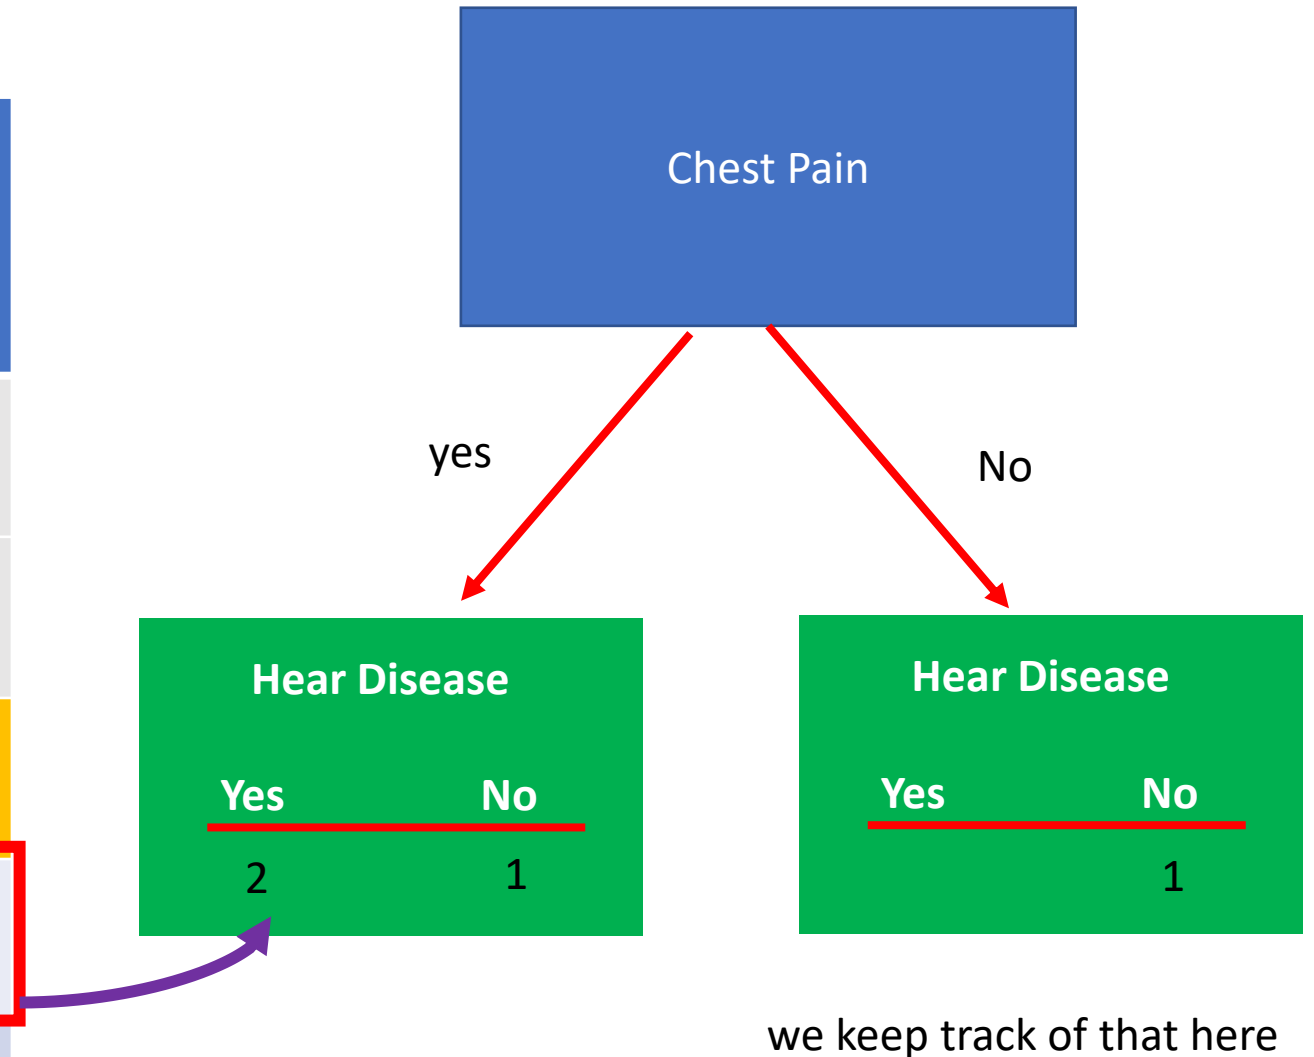 Chest Pain
yes
No
Hear Disease
Hear Disease
Yes No
Yes No
2 1
1
we keep track of that here